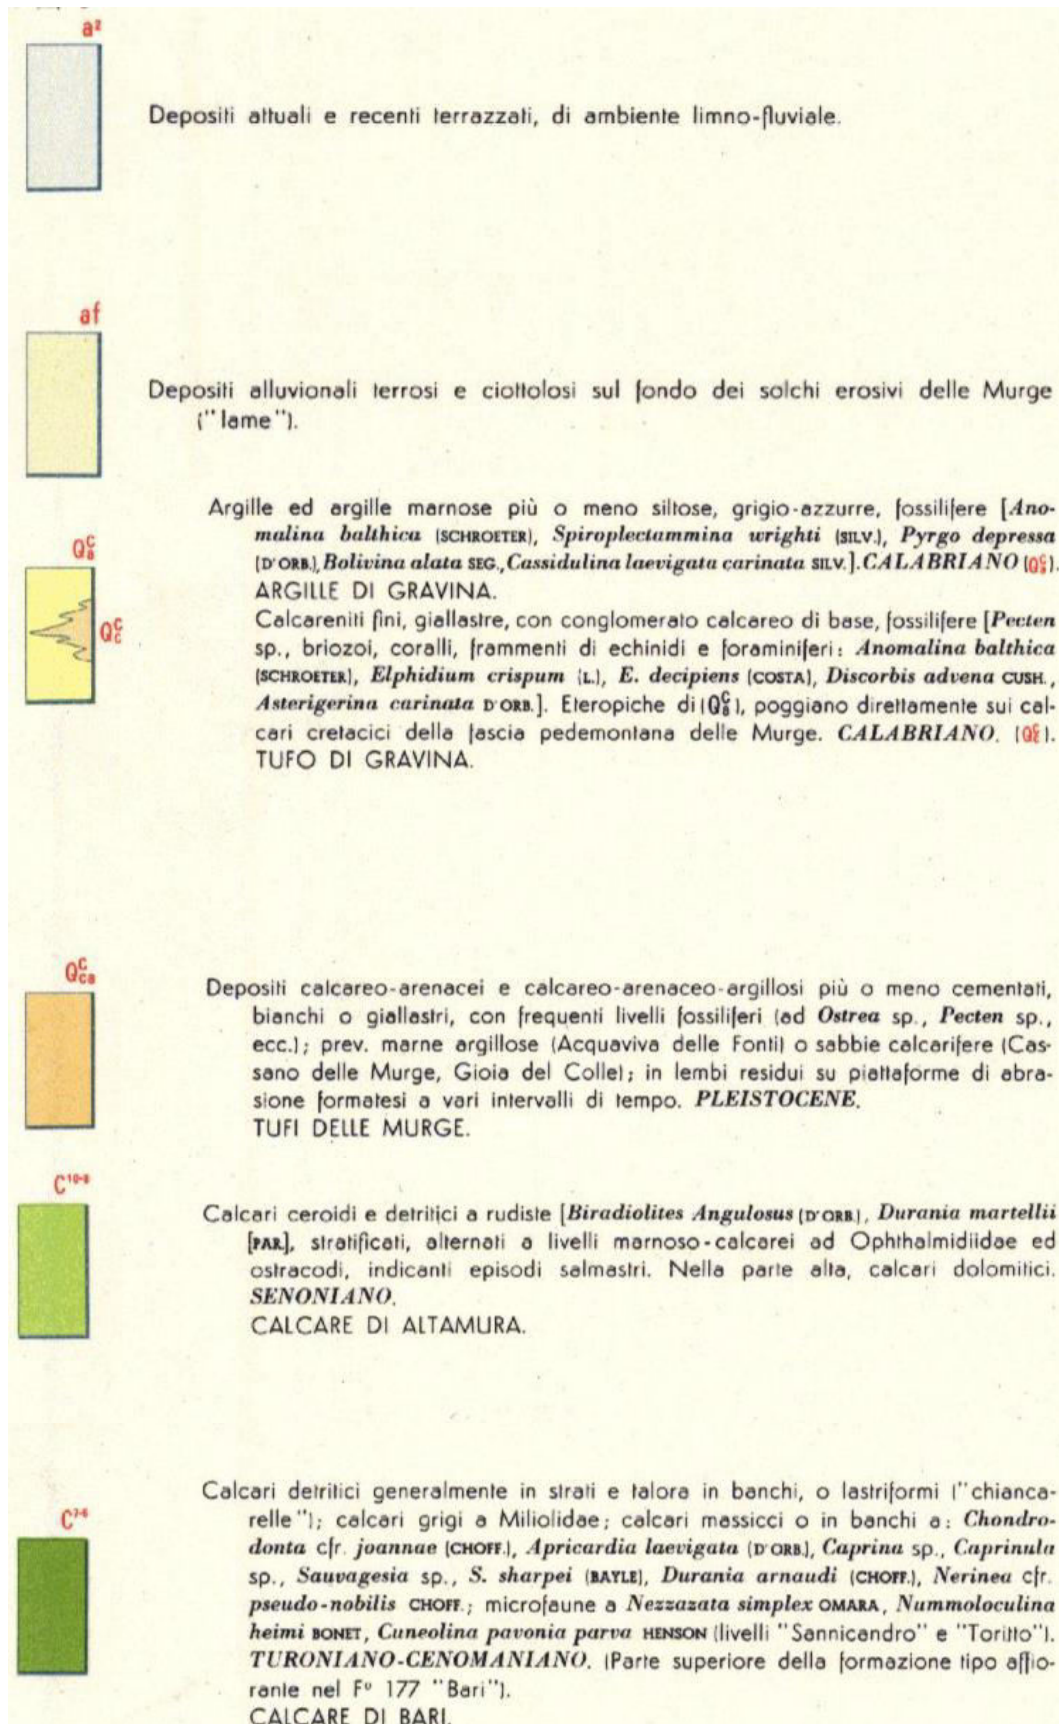 a²
Depositi attuali e recenti terrazzati, di ambiente limno-fluviale.
af
Depositi alluvionali terrosi e ciottolosi sul fondo dei solchi erosivi delle Murge
("lame").
Argille ed argille marnose più o meno siltose, grigio-azzurre, fossilifere [Ano-
malina balthica (SCHROETER), Spiroplectammina wrighti (SILV.), Pyrgo depressa
(D'ORB.), Bolivina alata SEG., Cassidulina laevigata carinata SILV.]. CALABRIANO (Qᶜₐ).
ARGILLE DI GRAVINA.
Qᶜₐ
Qᶜ꜀
Calcareniti fini, giallastre, con conglomerato calcareo di base, fossilifere [Pecten
sp., briozoi, coralli, frammenti di echinidi e foraminiferi: Anomalina balthica
(SCHROETER), Elphidium crispum (L.), E. decipiens (COSTA), Discorbis advena CUSH.,
Asterigerina carinata D'ORB.]. Eteropiche di (Qᶜₐ), poggiano direttamente sui cal-
cari cretacici della fascia pedemontana delle Murge. CALABRIANO. (Qᶜ꜀).
TUFO DI GRAVINA.
Qᶜ꜀ₐ
Depositi calcareo-arenacei e calcareo-arenaceo-argillosi più o meno cementati,
bianchi o giallastri, con frequenti livelli fossiliferi (ad Ostrea sp., Pecten sp.,
ecc.); prev. marne argillose (Acquaviva delle Fonti) o sabbie calcarifere (Cas-
sano delle Murge, Gioia del Colle); in lembi residui su piattaforme di abra-
sione formatesi a vari intervalli di tempo. PLEISTOCENE.
TUFI DELLE MURGE.
C¹⁰⁻⁸
Calcari ceroidi e detritici a rudiste [Biradiolites Angulosus (D'ORB.), Durania martellii
[PAR.], stratificati, alternati a livelli marnoso-calcarei ad Ophthalmidiidae ed
ostracodi, indicanti episodi salmastri. Nella parte alta, calcari dolomitici.
SENONIANO.
CALCARE DI ALTAMURA.
C⁷⁻⁶
Calcari detritici generalmente in strati e talora in banchi, o lastriformi ("chianca-
relle"); calcari grigi a Miliolidae; calcari massicci o in banchi a: Chondro-
donta cfr. joannae (CHOFF.), Apricardia laevigata (D'ORB.), Caprina sp., Caprinula
sp., Sauvagesia sp., S. sharpei (BAYLE), Durania arnaudi (CHOFF.), Nerinea cfr.
pseudo-nobilis CHOFF.; microfaune a Nezzazata simplex OMARA, Nummoloculina
heimi BONET, Cuneolina pavonia parva HENSON (livelli "Sannicandro" e "Toritto").
TURONIANO-CENOMANIANO. (Parte superiore della formazione tipo affio-
rante nel Fº 177 "Bari").
CALCARE DI BARI.